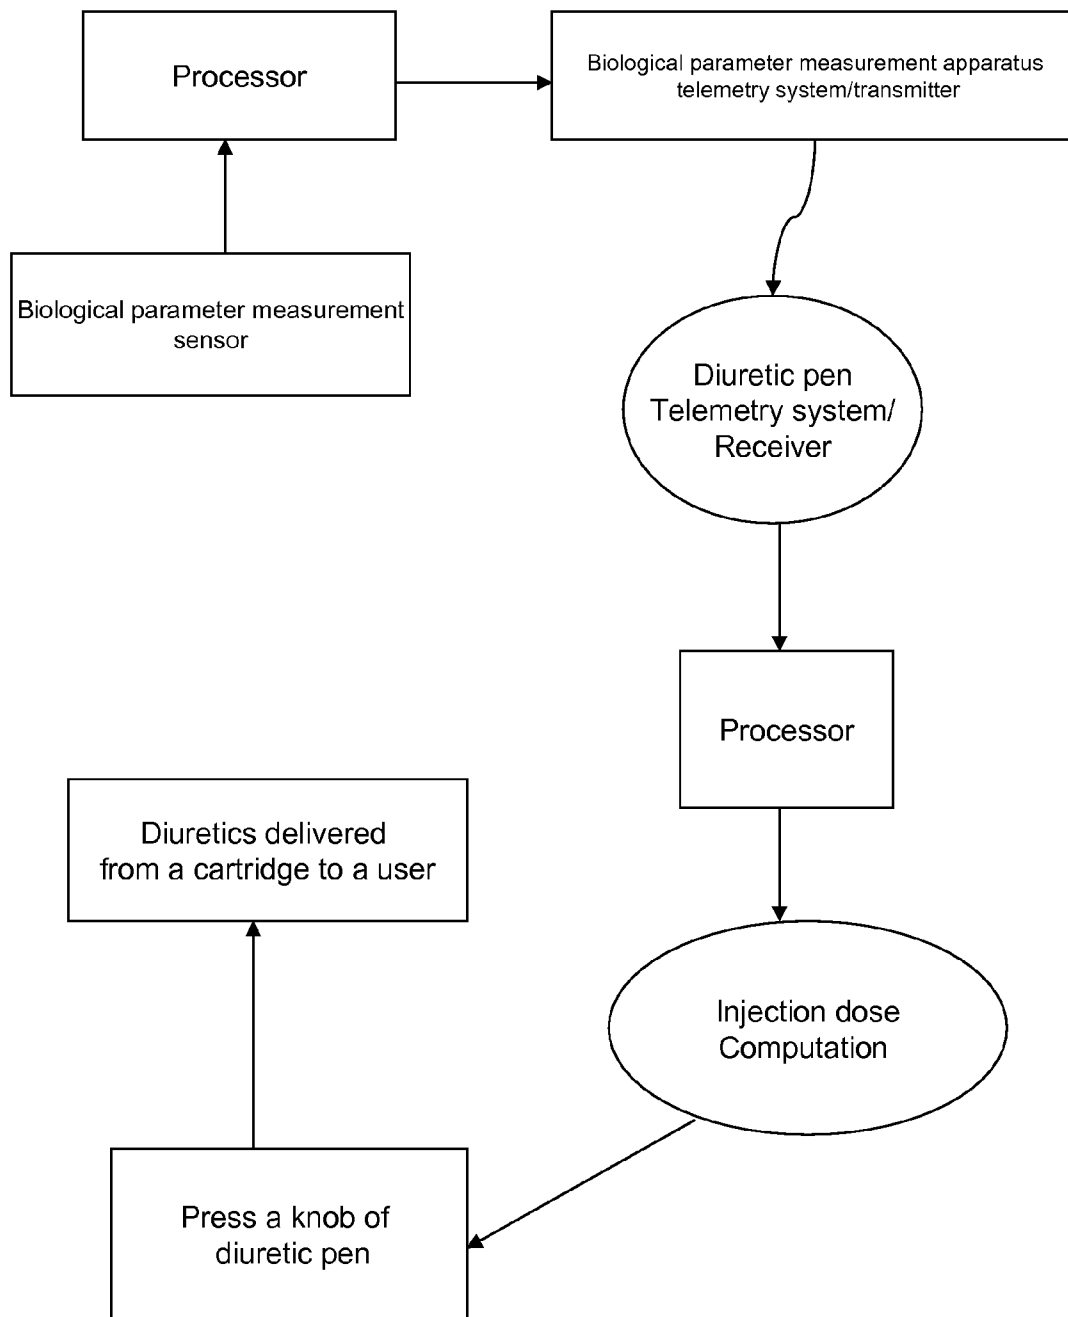 Processor
Biological parameter measurement apparatus
telemetry system/transmitter
Biological parameter measurement
sensor
Diuretic pen
Telemetry system/
Receiver
Processor
Diuretics delivered
from a cartridge to a user
Injection dose
Computation
Press a knob of
diuretic pen